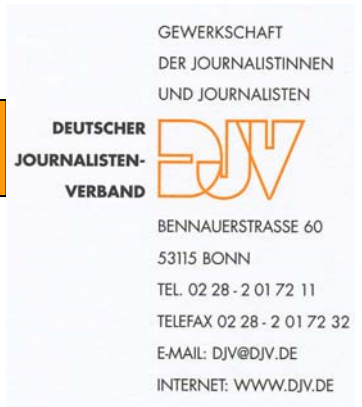 GEWERKSCHAFT
DER JOURNALISTINNEN
UND JOURNALISTEN
DEUTSCHER
JOURNALISTEN-
VERBAND
DJV
BENNAUERSTRASSE 60
53115 BONN
TEL. 02 28 - 2 01 72 11
TELEFAX 02 28 - 2 01 72 32
E-MAIL: DJV@DJV.DE
INTERNET: WWW.DJV.DE